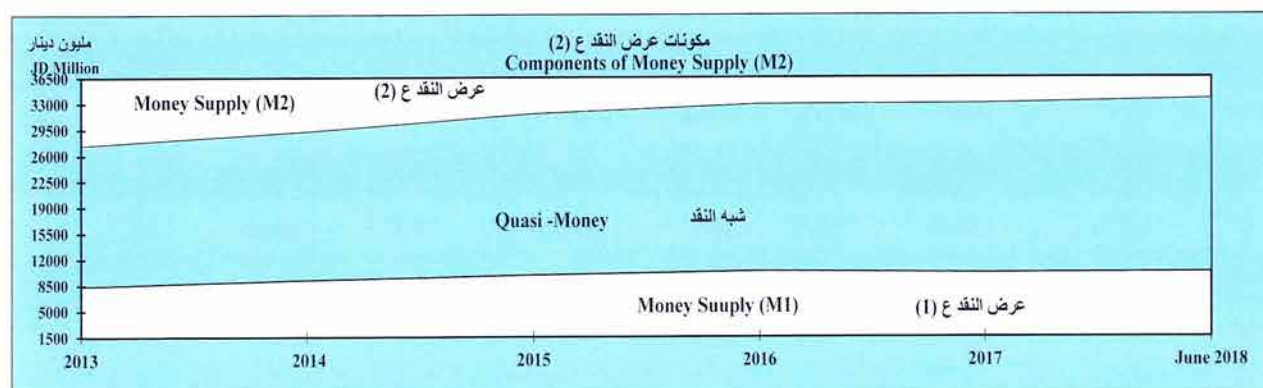 مكونات عرض النقد ع (2)
مليون دينار
Components of Money Supply (M2)
JD Million
36500
33000
29500
26000
22500
19000
15500
12000
8500
5000
1500
Money Supply (M2) عرض النقد ع (2)
Quasi -Money شبه النقد
Money Suuply (M1) عرض النقد ع (1)
2013 2014 2015 2016 2017 June 2018